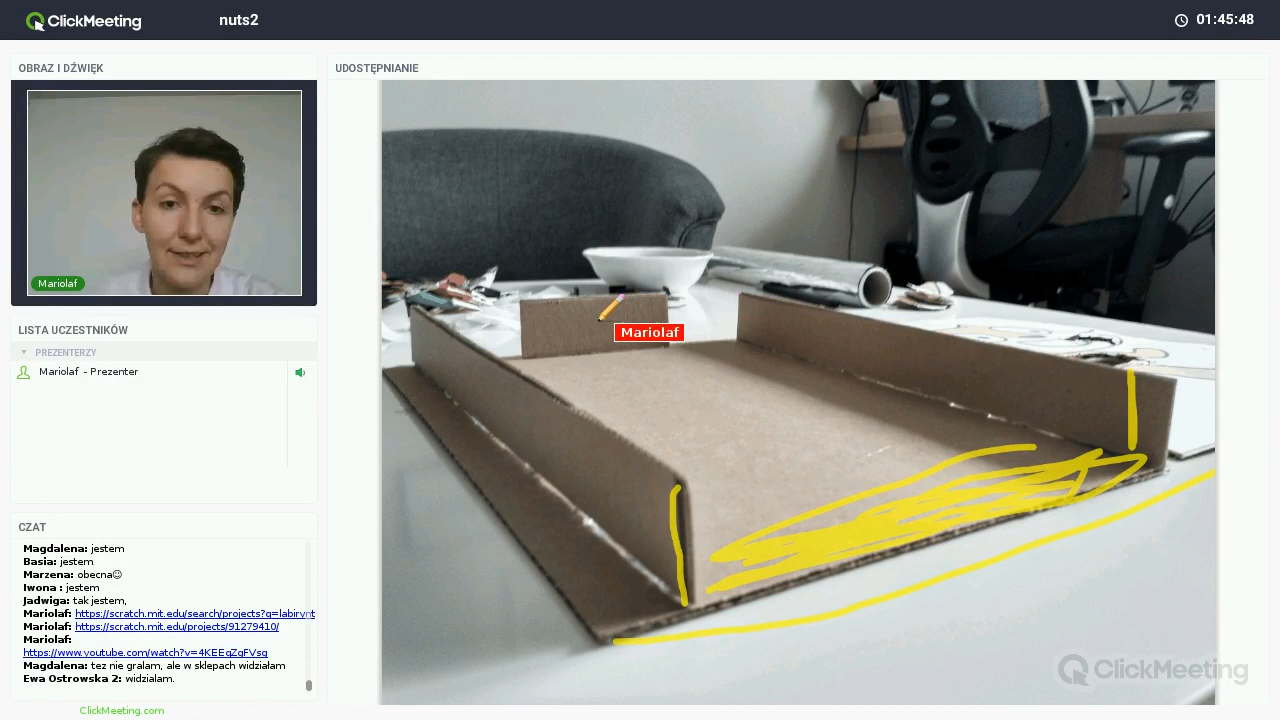 ClickMeeting
nuts2
01:45:48
OBRAZ I DŹWIĘK
UDOSTĘPNIANIE
Mariolaf
Mariolaf
LISTA UCZESTNIKÓW
PREZENTERZY
Mariolaf - Prezenter
CZAT
Magdalena: jestem
Basia: jestem
Marzena: obecna☺
Iwona : jestem
Jadwiga: tak jestem,
Mariolaf: https://scratch.mit.edu/search/projects?q=labirynt
Mariolaf: https://scratch.mit.edu/projects/91279410/
Mariolaf:
https://www.youtube.com/watch?v=4KEEqZgFVsg
Magdalena: tez nie gralam, ale w sklepach widziałam
Ewa Ostrowska 2: widzialam.
ClickMeeting
ClickMeeting.com